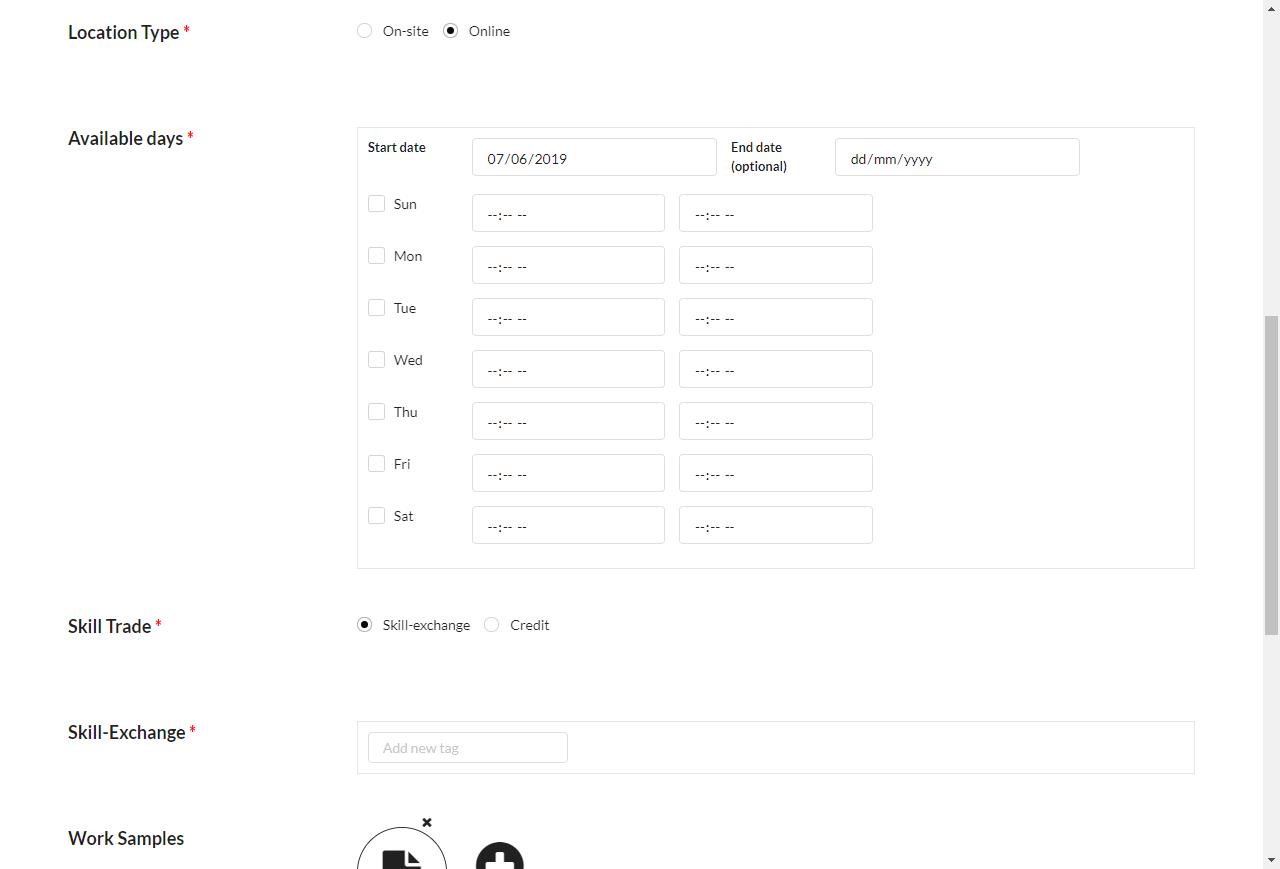 Location Type * On-site Online
Available days * Start date 07/06/2019 End date (optional) dd/mm/yyyy
Sun --:-- -- --:-- --
Mon --:-- -- --:-- --
Tue --:-- -- --:-- --
Wed --:-- -- --:-- --
Thu --:-- -- --:-- --
Fri --:-- -- --:-- --
Sat --:-- -- --:-- --
Skill Trade * Skill-exchange Credit
Skill-Exchange * Add new tag
Work Samples